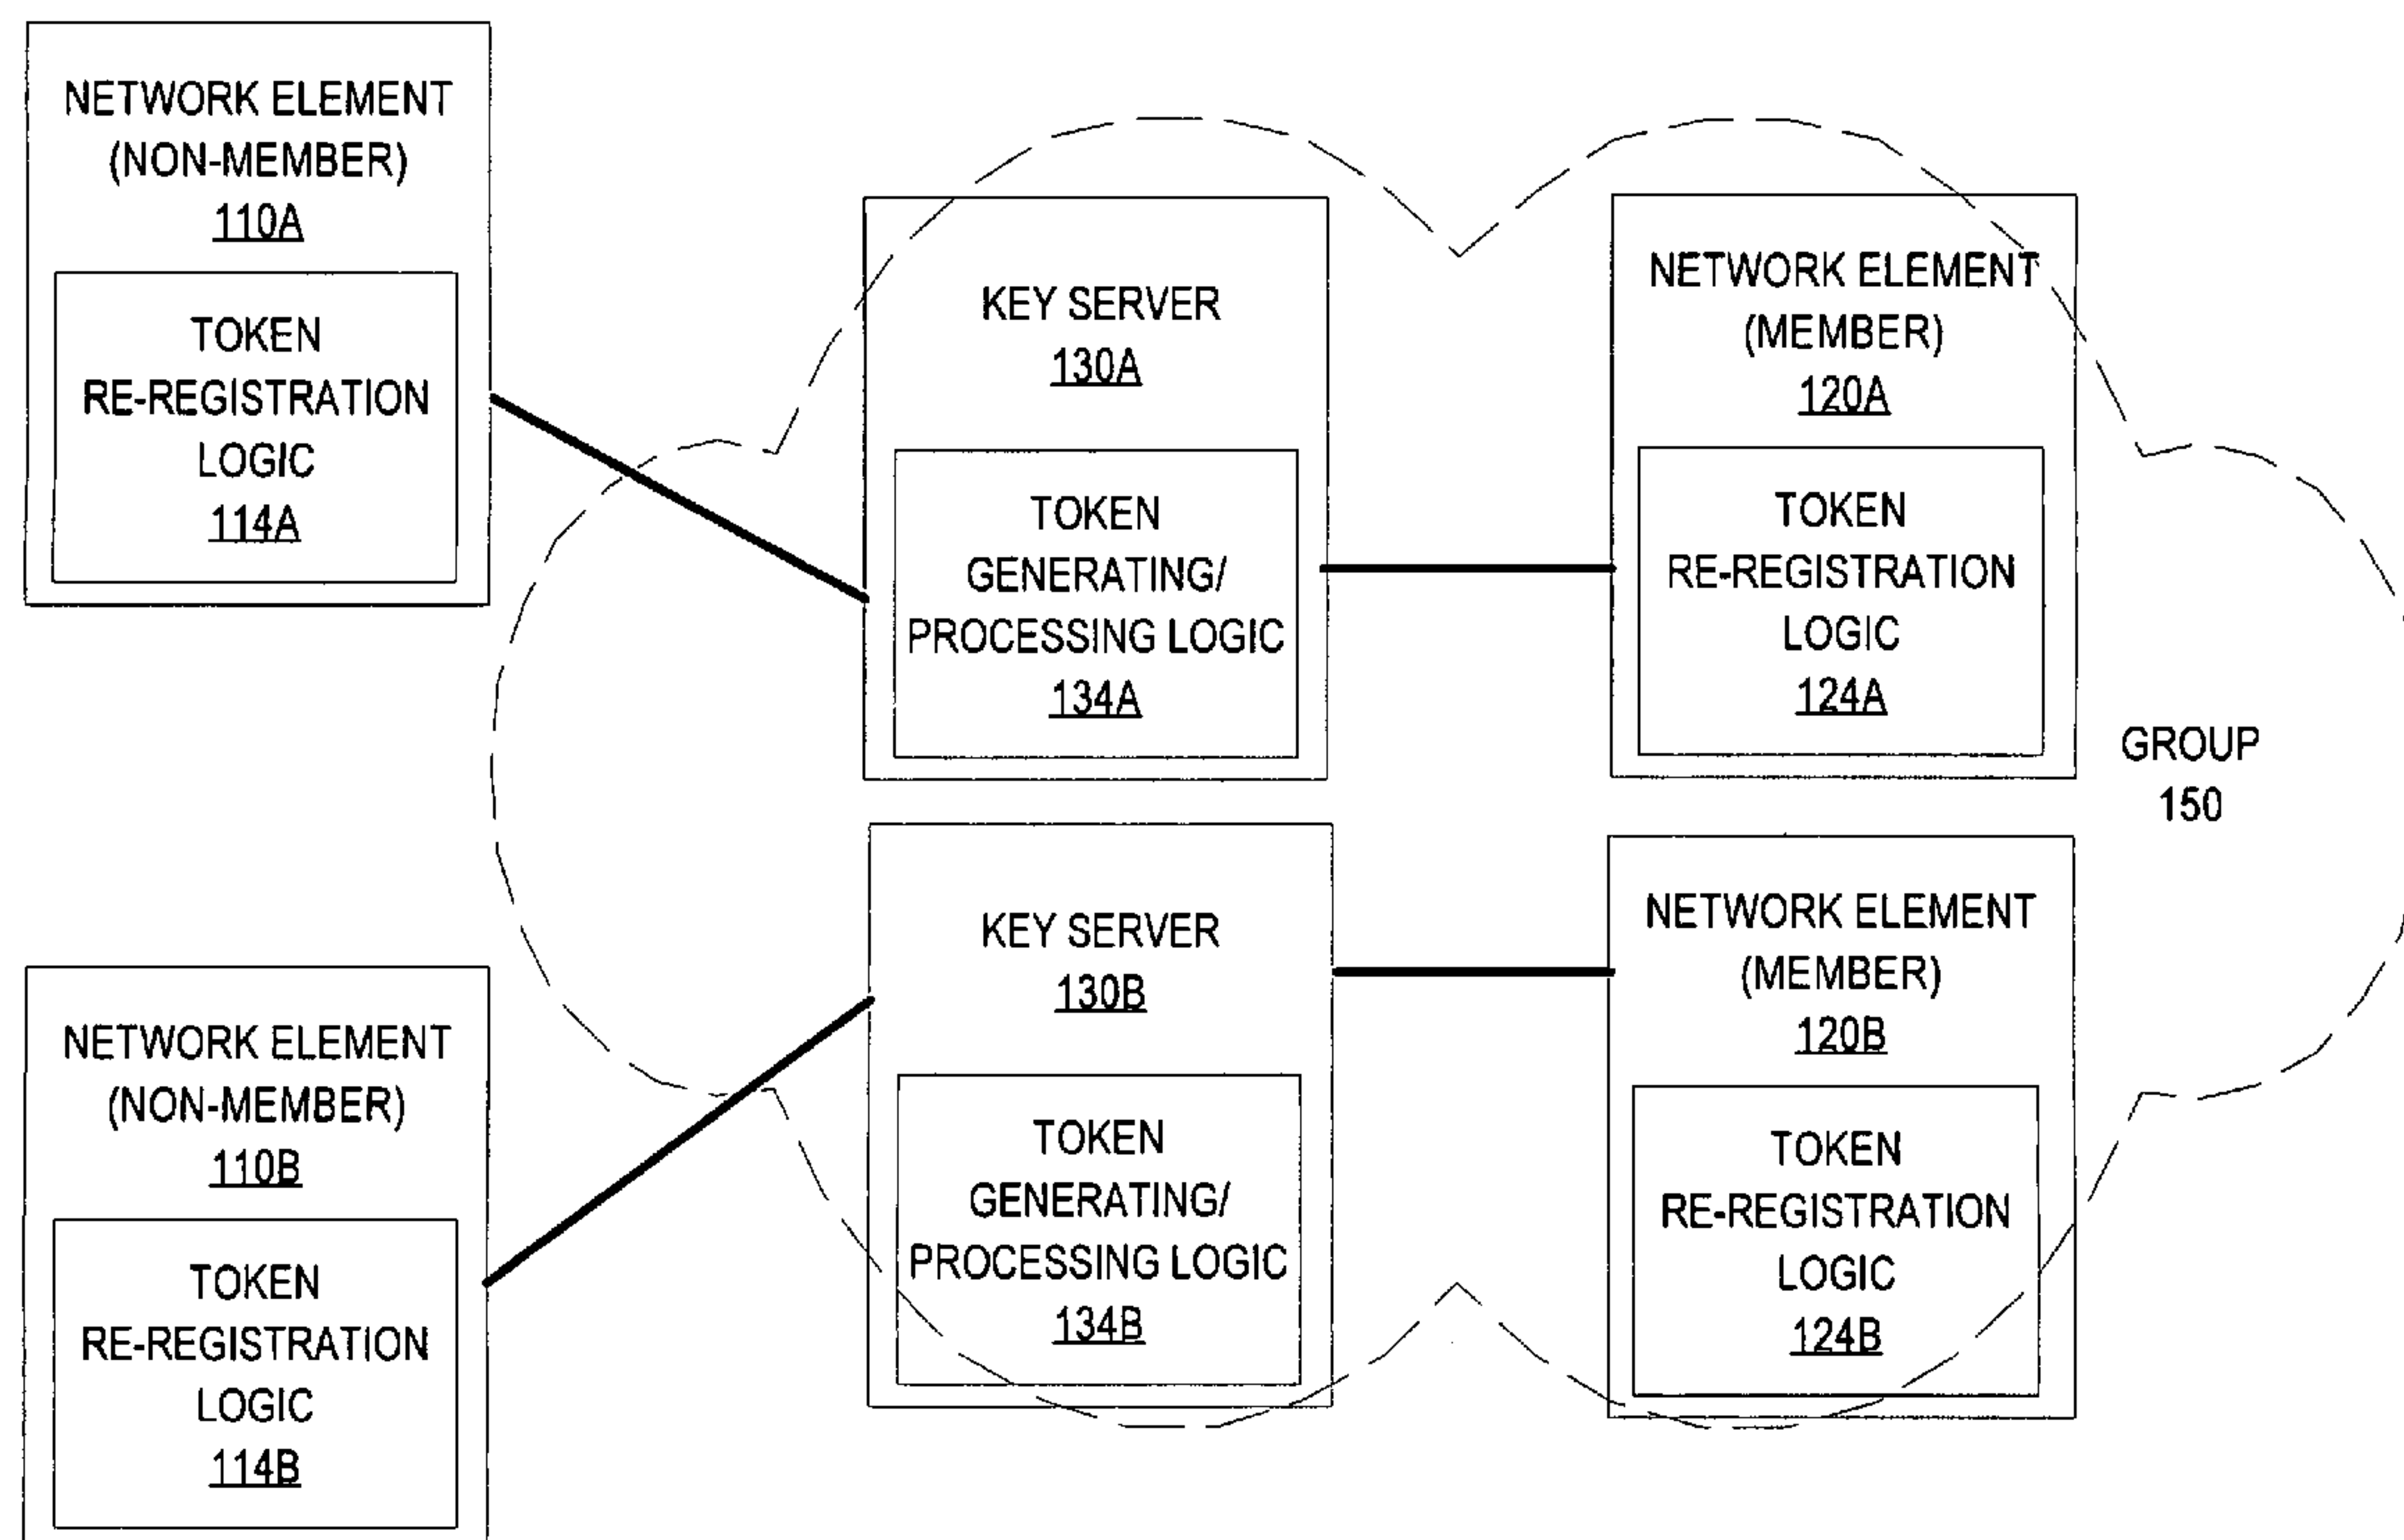 NETWORK ELEMENT
(NON-MEMBER)
110A
TOKEN
RE-REGISTRATION
LOGIC
114A
KEY SERVER
130A
TOKEN
GENERATING/
PROCESSING LOGIC
134A
NETWORK ELEMENT
(MEMBER)
120A
TOKEN
RE-REGISTRATION
LOGIC
124A
GROUP
150
NETWORK ELEMENT
(NON-MEMBER)
110B
TOKEN
RE-REGISTRATION
LOGIC
114B
KEY SERVER
130B
TOKEN
GENERATING/
PROCESSING LOGIC
134B
NETWORK ELEMENT
(MEMBER)
120B
TOKEN
RE-REGISTRATION
LOGIC
124B